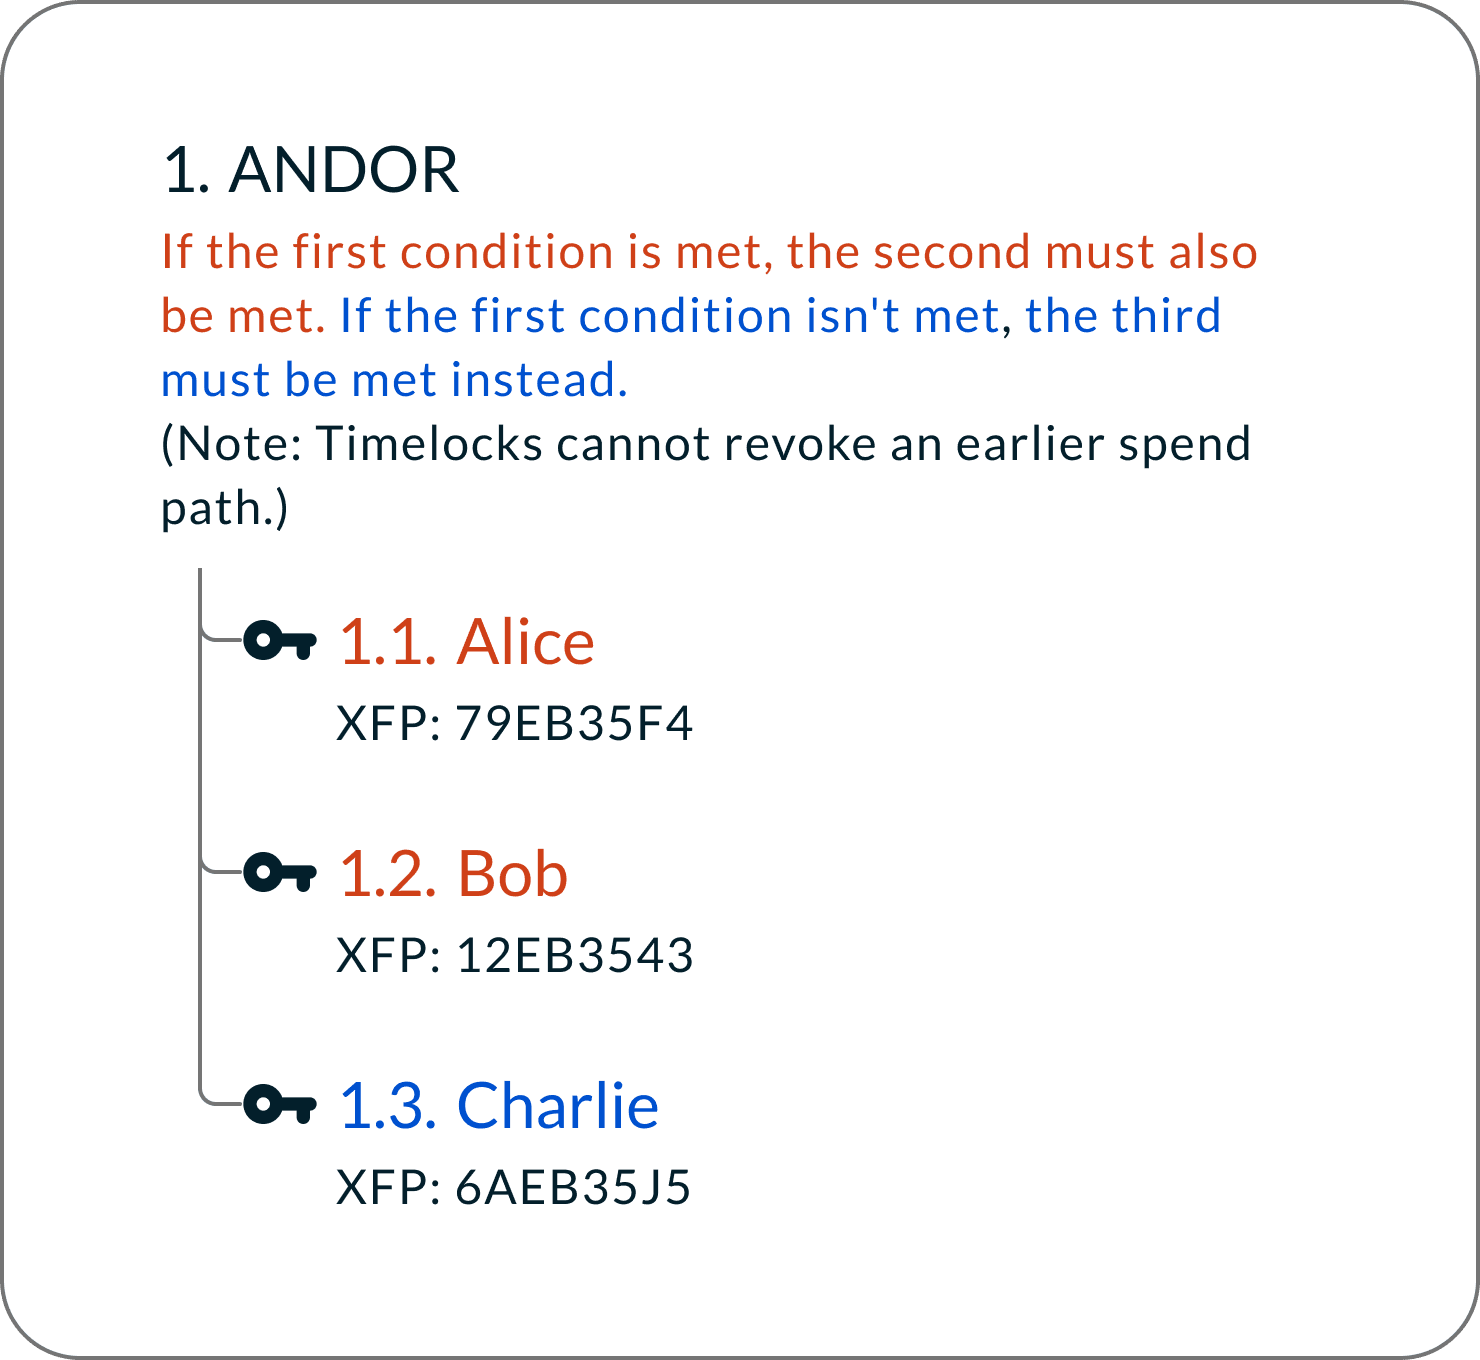 1. ANDOR
If the first condition is met, the second must also
be met. If the first condition isn't met, the third
must be met instead.
(Note: Timelocks cannot revoke an earlier spend
path.)
1.1. Alice
XFP: 79EB35F4
1.2. Bob
XFP: 12EB3543
1.3. Charlie
XFP: 6AEB35J5